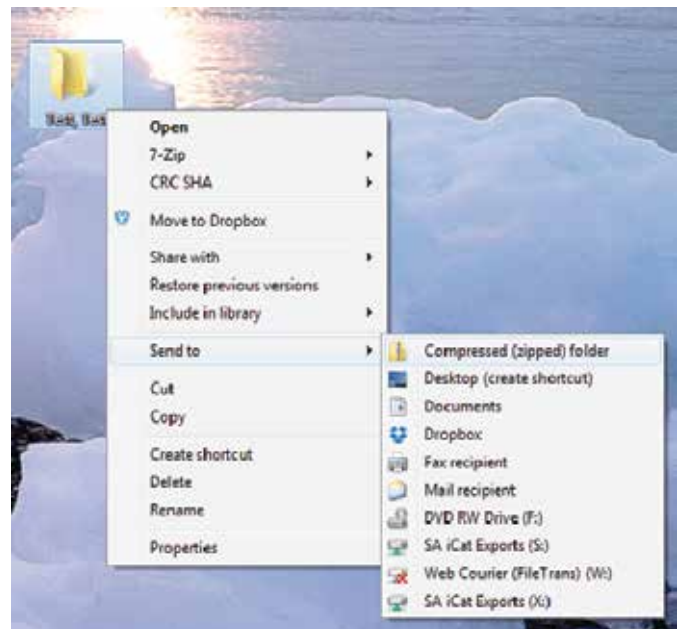 Open
7-Zip
CRC SHA
Move to Dropbox
Share with
Restore previous versions
Include in library
Send to
Cut
Copy
Create shortcut
Delete
Rename
Properties
Compressed (zipped) folder
Desktop (create shortcut)
Documents
Dropbox
Fax recipient
Mail recipient
DVD RW Drive (F:)
SA iCat Exports (S:)
Web Courier (FileTrans) (W:)
SA iCat Exports (X:)